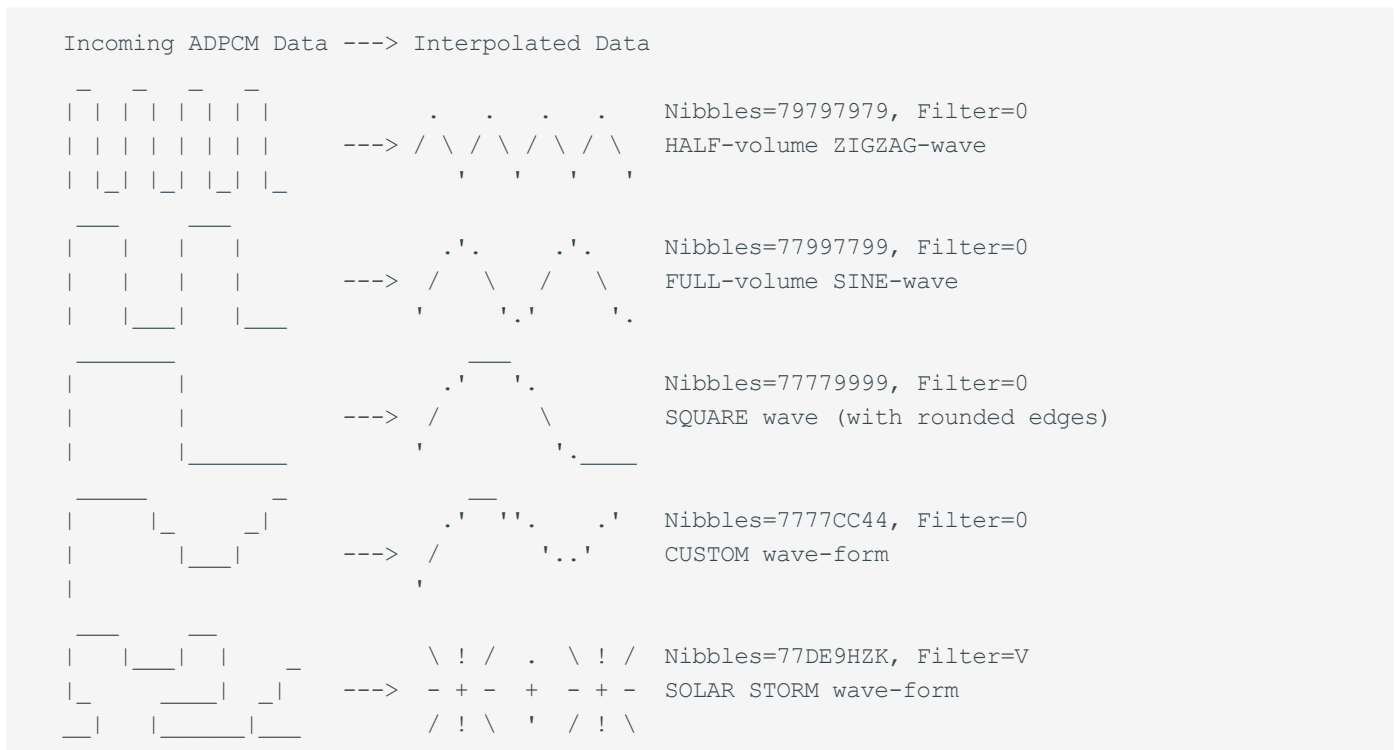 Incoming ADPCM Data ---> Interpolated Data
Nibbles=79797979, Filter=0
---> HALF-volume ZIGZAG-wave
Nibbles=77997799, Filter=0
---> FULL-volume SINE-wave
Nibbles=77779999, Filter=0
---> SQUARE wave (with rounded edges)
Nibbles=7777CC44, Filter=0
---> CUSTOM wave-form
Nibbles=77DE9HZK, Filter=V
---> SOLAR STORM wave-form